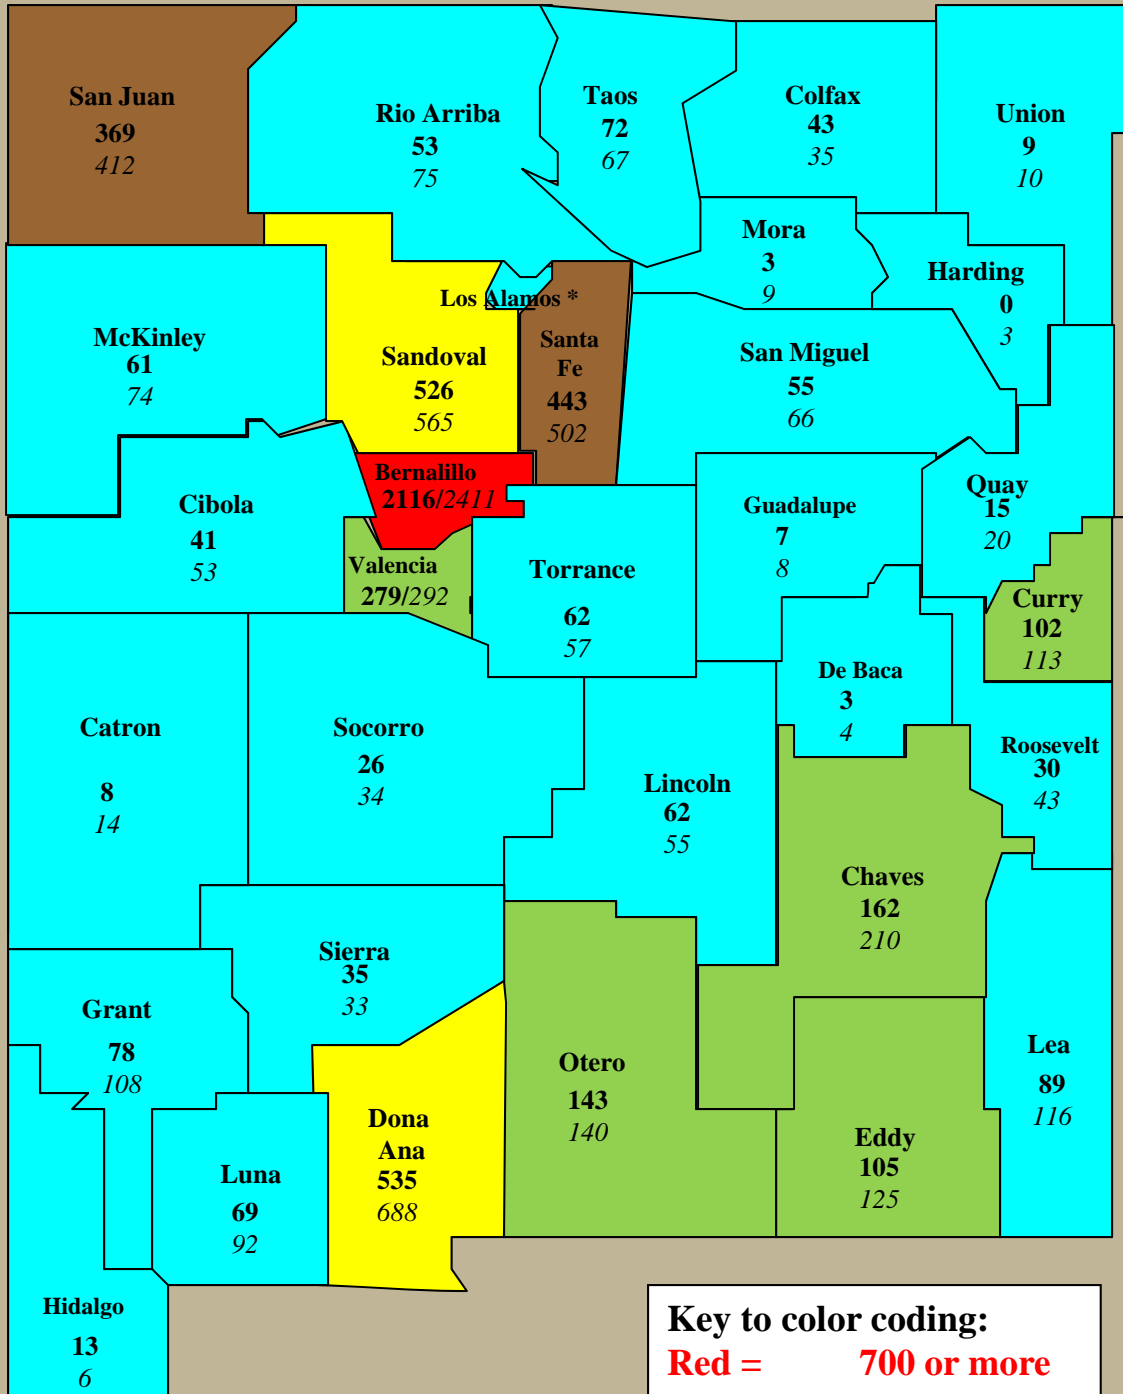 San Juan
369
412
Rio Arriba
53
75
Taos
72
67
Colfax
43
35
Union
9
10
Mora
3
9
Harding
0
3
McKinley
61
74
Los Alamos *
Sandoval
526
565
Santa
Fe
443
502
San Miguel
55
66
Bernalillo
2116/2411
Cibola
41
53
Valencia
279/292
Torrance
62
57
Guadalupe
7
8
Quay
15
20
Curry
102
113
De Baca
3
4
Catron
8
14
Socorro
26
34
Lincoln
62
55
Roosevelt
30
43
Chaves
162
210
Sierra
35
33
Grant
78
108
Otero
143
140
Lea
89
116
Dona
Ana
535
688
Eddy
105
125
Luna
69
92
Hidalgo
13
6
Key to color coding:
Red = 700 or more